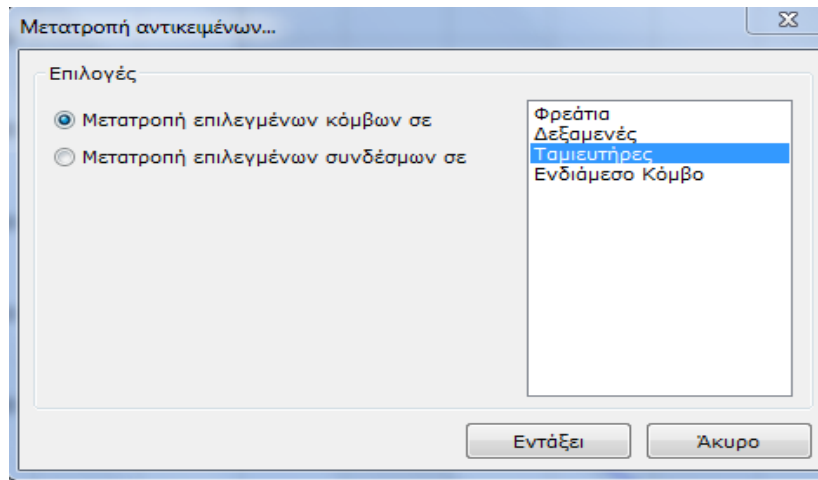 Μετατροπή αντικειμένων...
Επιλογές
Μετατροπή επιλεγμένων κόμβων σε
Μετατροπή επιλεγμένων συνδέσμων σε
Φρεάτια
Δεξαμενές
Ταμιευτήρες
Ενδιάμεσο Κόμβο
Εντάξει
Άκυρο